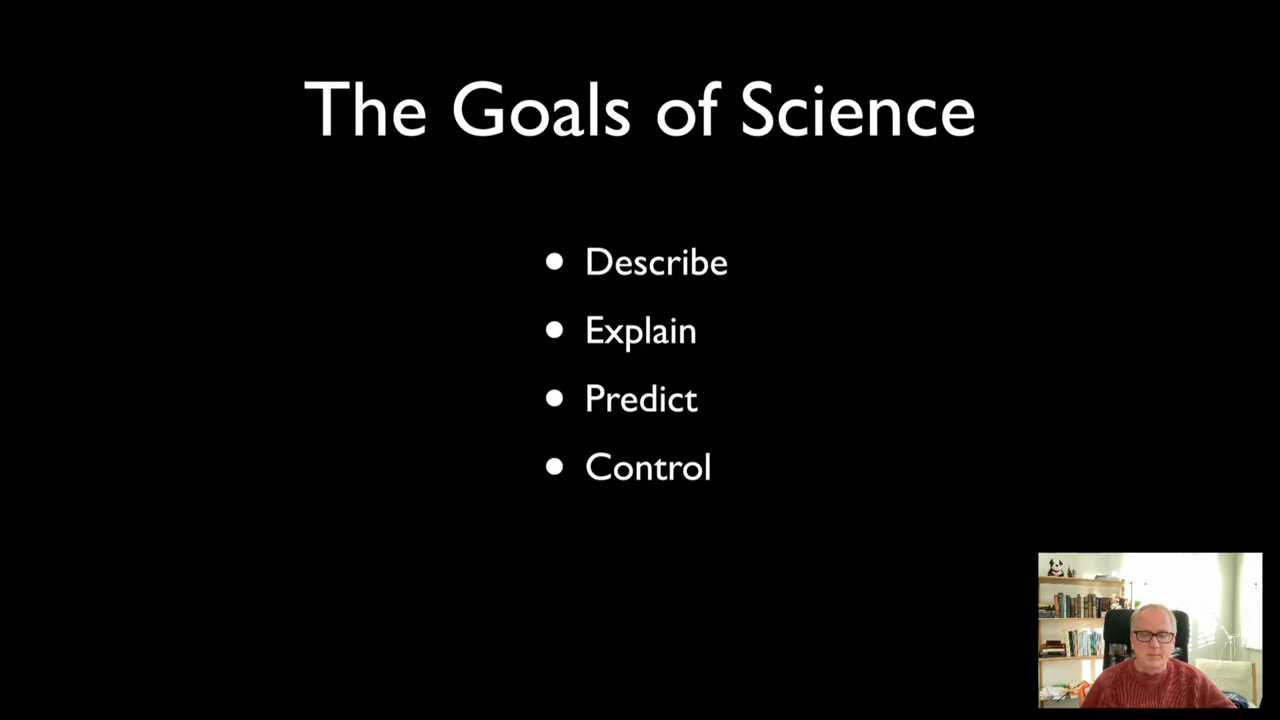 The Goals of Science
• Describe
• Explain
• Predict
• Control